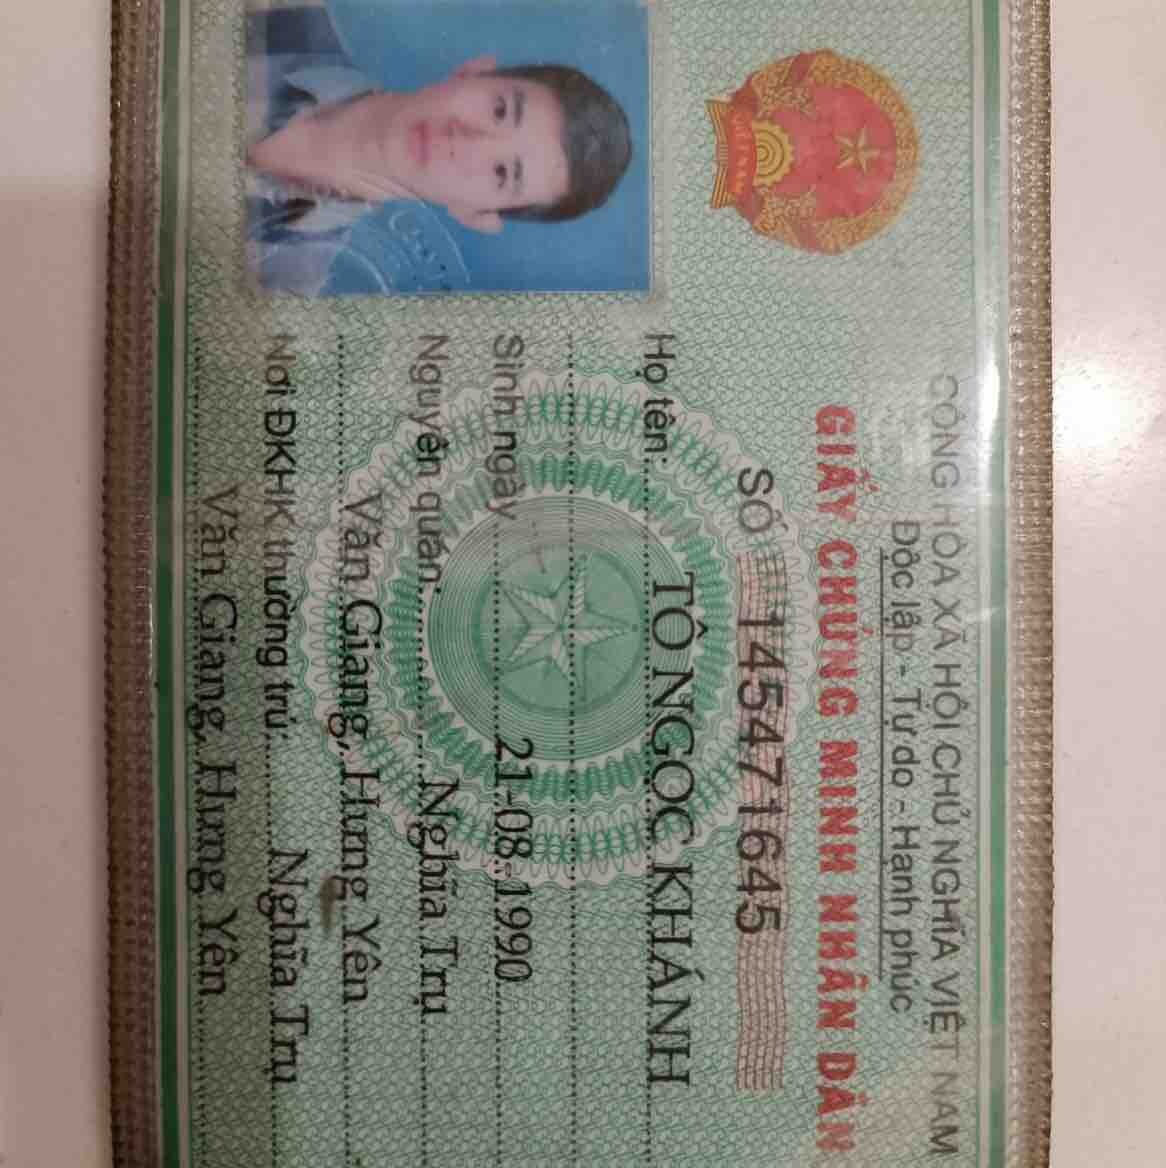 CỘNG HÒA XÃ HỘI CHỦ NGHĨA VIỆT NAM
Độc lập - Tự do - Hạnh phúc
GIẤY CHỨNG MINH NHÂN DÂN
SỐ 145471645
Họ tên: TÔ NGỌC KHÁNH
Sinh ngày 21-08-1990
Nguyên quán: Nghĩa Trụ
Văn Giang, Hưng Yên
Nơi ĐKHK thường trú Nghĩa Trụ
Văn Giang, Hưng Yên